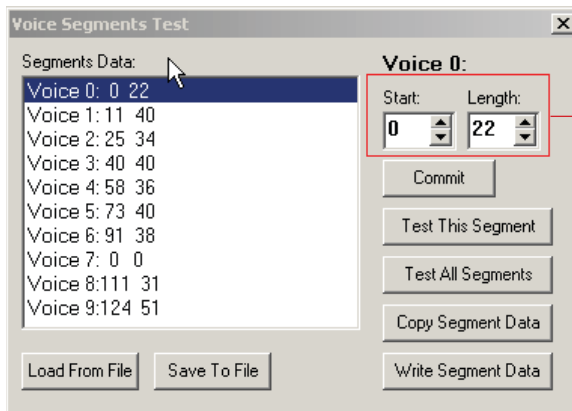 Voice Segments Test
Segments Data:
Voice 0: 0 22
Voice 1: 11 40
Voice 2: 25 34
Voice 3: 40 40
Voice 4: 58 36
Voice 5: 73 40
Voice 6: 91 38
Voice 7: 0 0
Voice 8:111 31
Voice 9:124 51
Load From File Save To File
Voice 0:
Start: Length:
0 22
Commit
Test This Segment
Test All Segments
Copy Segment Data
Write Segment Data